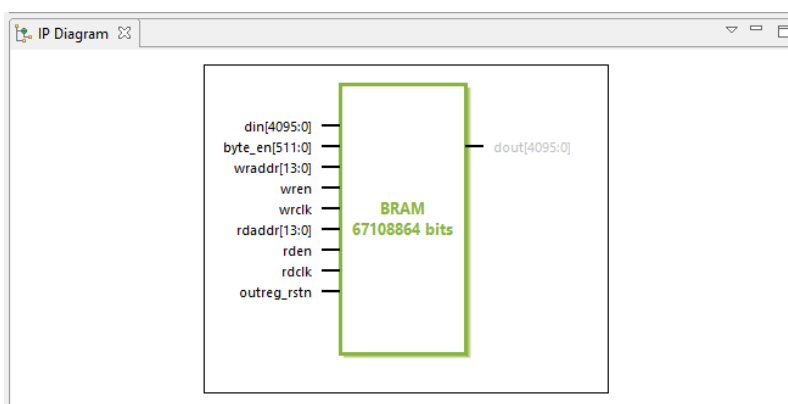 IP Diagram
din[4095:0]
byte_en[511:0]
wraddr[13:0]
wren
wrclk
rdaddr[13:0]
rden
rdclk
outreg_rstn
BRAM
67108864 bits
dout[4095:0]